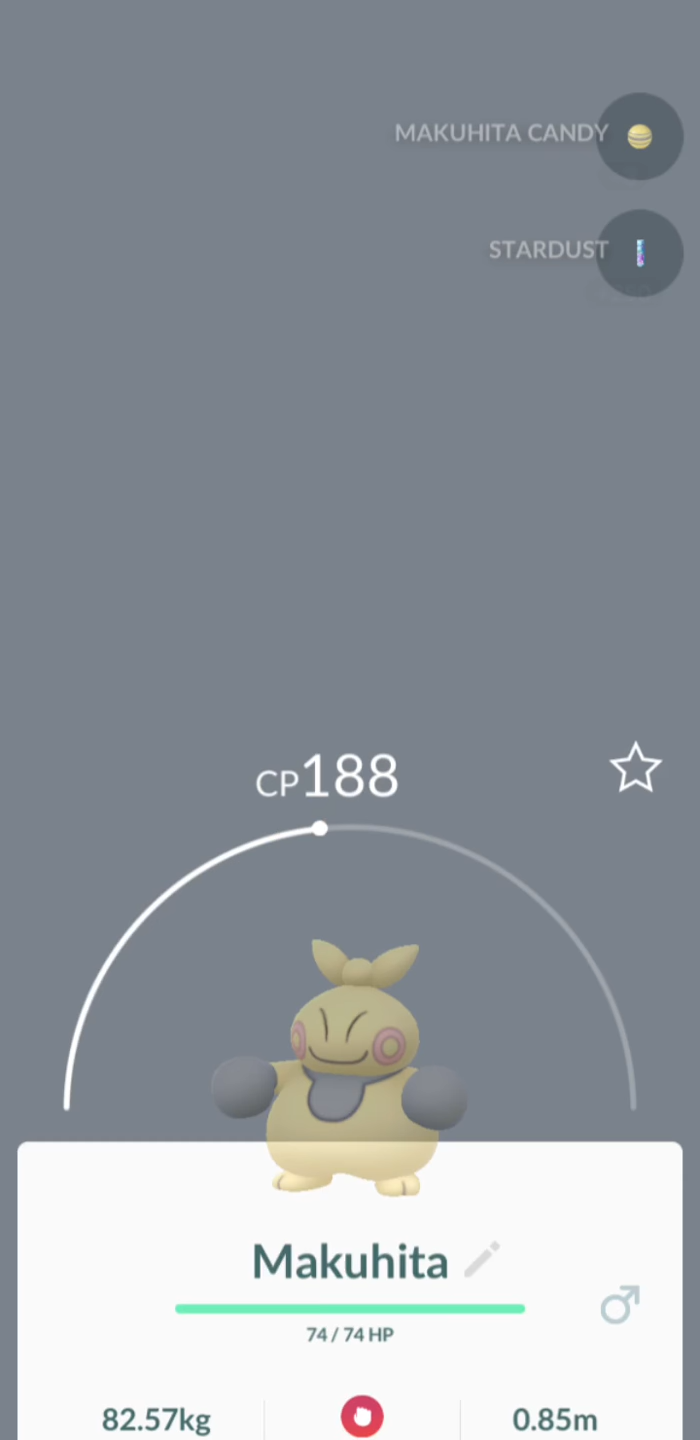 MAKUHITA CANDY
STARDUST
CP188
Makuhita
74 / 74 HP
82.57kg
0.85m